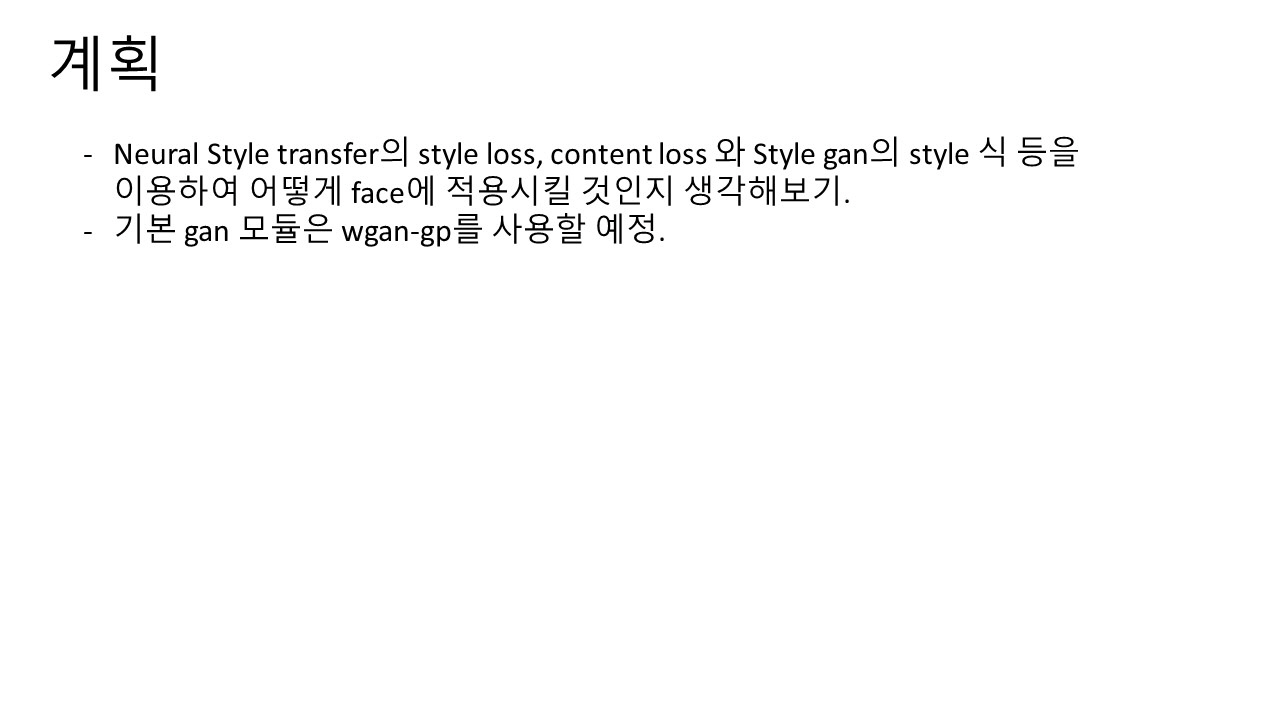 계획
- Neural Style transfer의 style loss, content loss 와 Style gan의 style 식 등을
이용하여 어떻게 face에 적용시킬 것인지 생각해보기.
- 기본 gan 모듈은 wgan-gp를 사용할 예정.